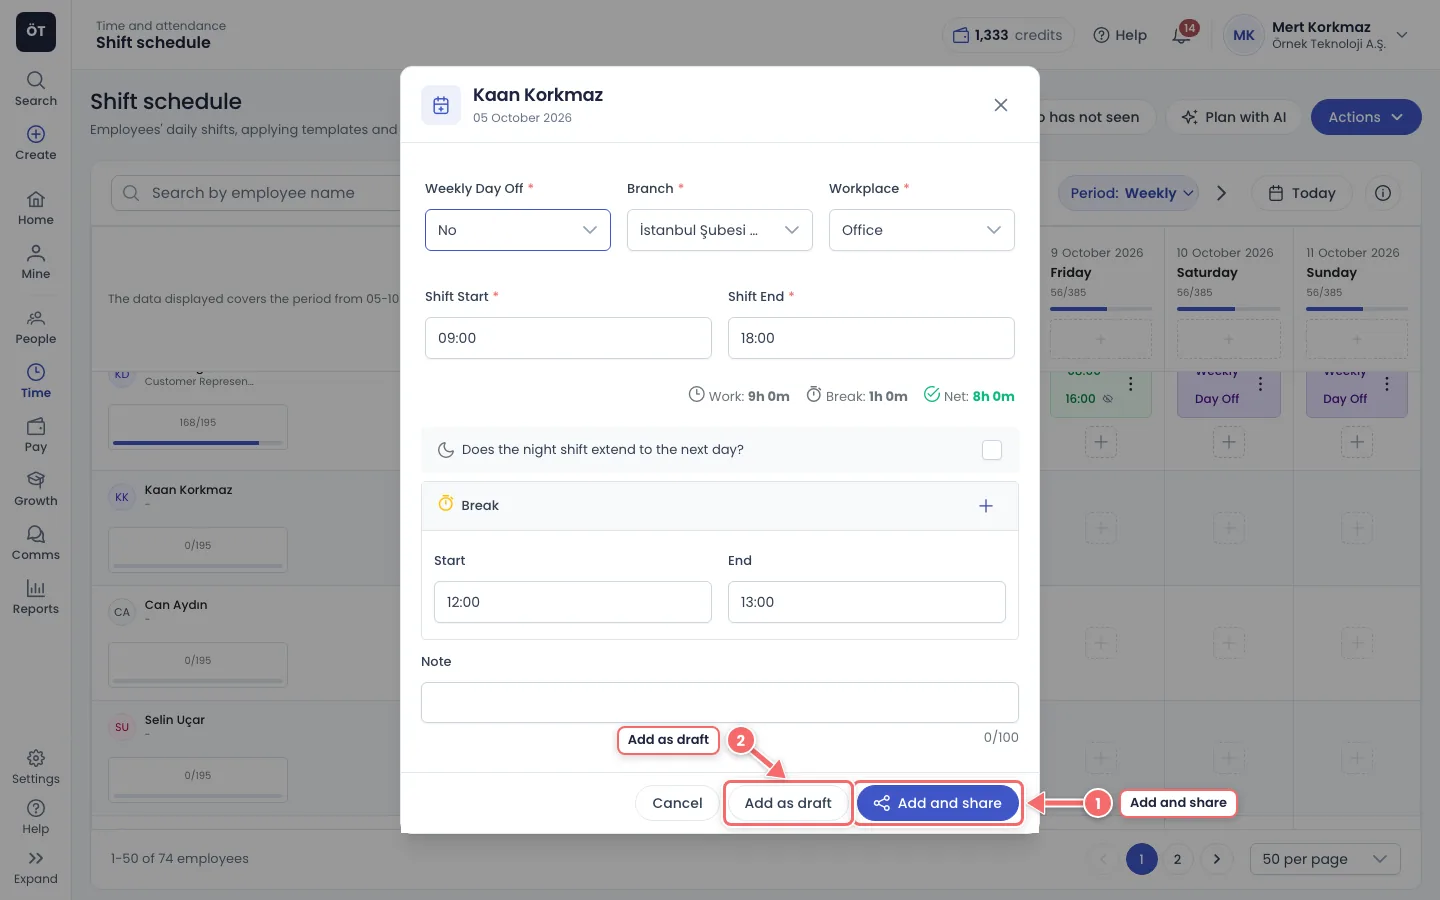 ÖT
Time and attendance
Shift schedule
1,333 credits
Help
14
MK
Mert Korkmaz
Örnek Teknoloji A.Ş.
Search
Create
Home
Mine
People
Time
Pay
Growth
Comms
Reports
Settings
Help
Expand
Shift schedule
Employees' daily shifts, applying templates and
has not seen
Plan with AI
Actions
Search by employee name
Period: Weekly
Today
The data displayed covers the period from 05-10
9 October 2026
Friday
56/385
10 October 2026
Saturday
56/385
11 October 2026
Sunday
56/385
KD
Customer Represen...
168/195
16:00
Weekly
Day Off
Weekly
Day Off
KK
Kaan Korkmaz
-
0/195
CA
Can Aydın
-
0/195
SU
Selin Uçar
-
0/195
1-50 of 74 employees
1
2
50 per page
Kaan Korkmaz
05 October 2026
Weekly Day Off *
No
Branch *
İstanbul Şubesi ...
Workplace *
Office
Shift Start *
09:00
Shift End *
18:00
Work: 9h 0m
Break: 1h 0m
Net: 8h 0m
Does the night shift extend to the next day?
Break
Start
12:00
End
13:00
Note
0/100
Add as draft
2
Cancel
Add as draft
Add and share
1
Add and share